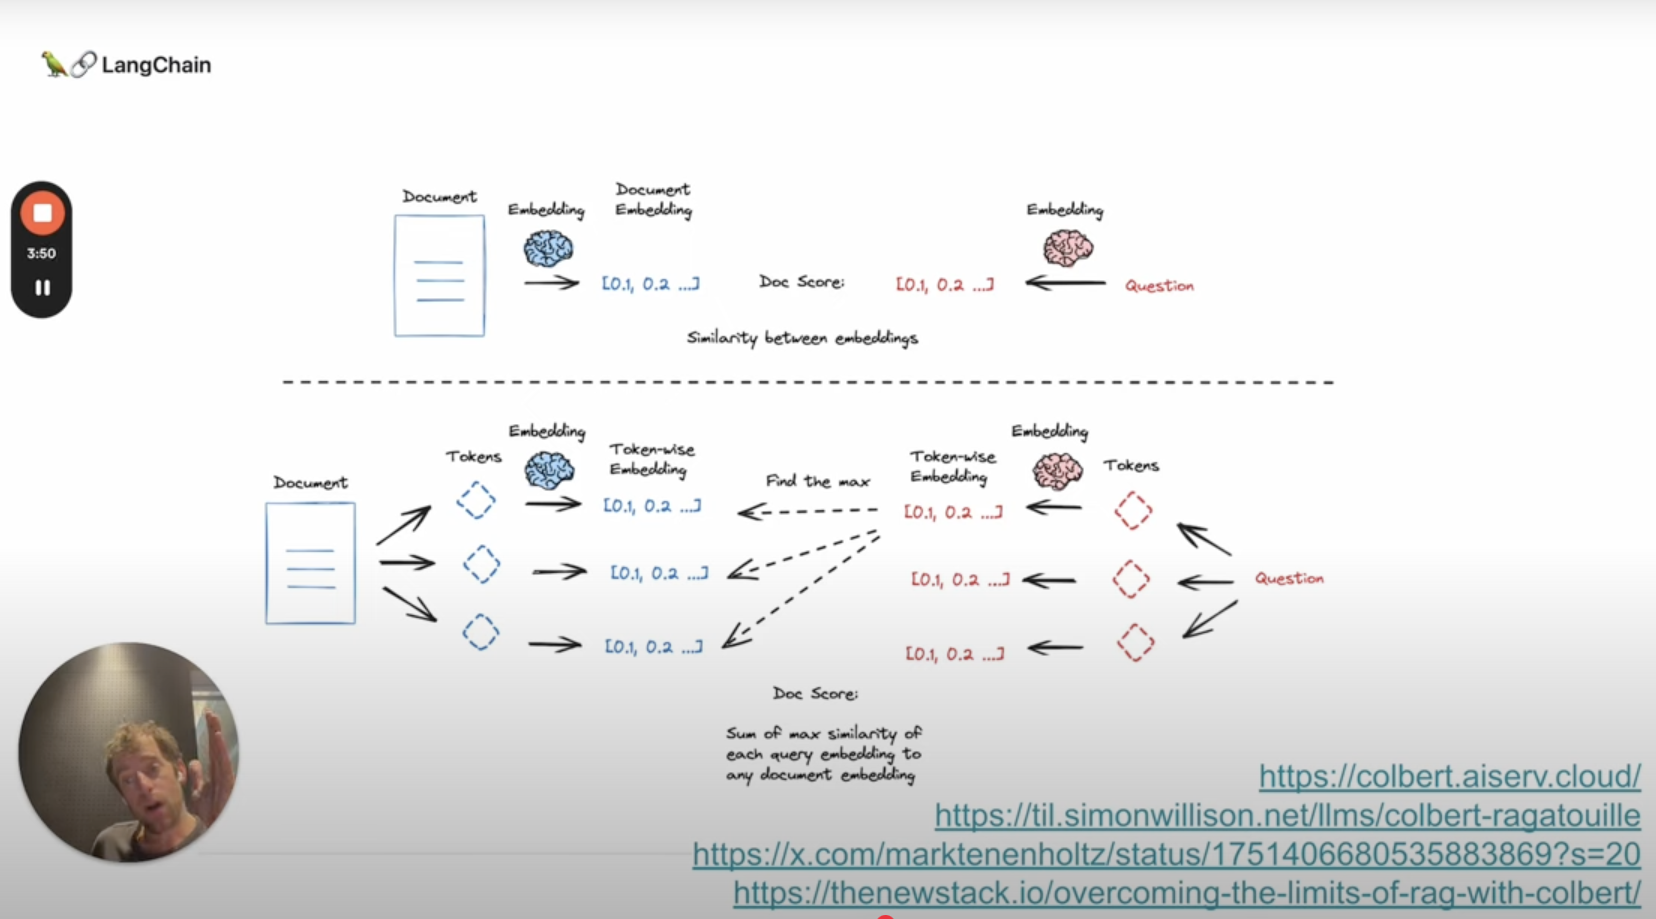 LangChain
3:50
Document
Embedding
Document
Embedding
[0.1, 0.2 ...]
Doc Score:
[0.1, 0.2 ...]
Embedding
Question
Similarity between embeddings
Document
Tokens
Embedding
Token-wise
Embedding
[0.1, 0.2 ...]
[0.1, 0.2 ...]
[0.1, 0.2 ...]
Find the max
Token-wise
Embedding
[0.1, 0.2 ...]
[0.1, 0.2 ...]
[0.1, 0.2 ...]
Embedding
Tokens
Question
Doc Score:
Sum of max similarity of
each query embedding to
any document embedding
https://colbert.aiserv.cloud/
https://til.simonwillison.net/llms/colbert-ragatouille
https://x.com/marktenenholtz/status/1751406680535883869?s=20
https://thenewstack.io/overcoming-the-limits-of-rag-with-colbert/